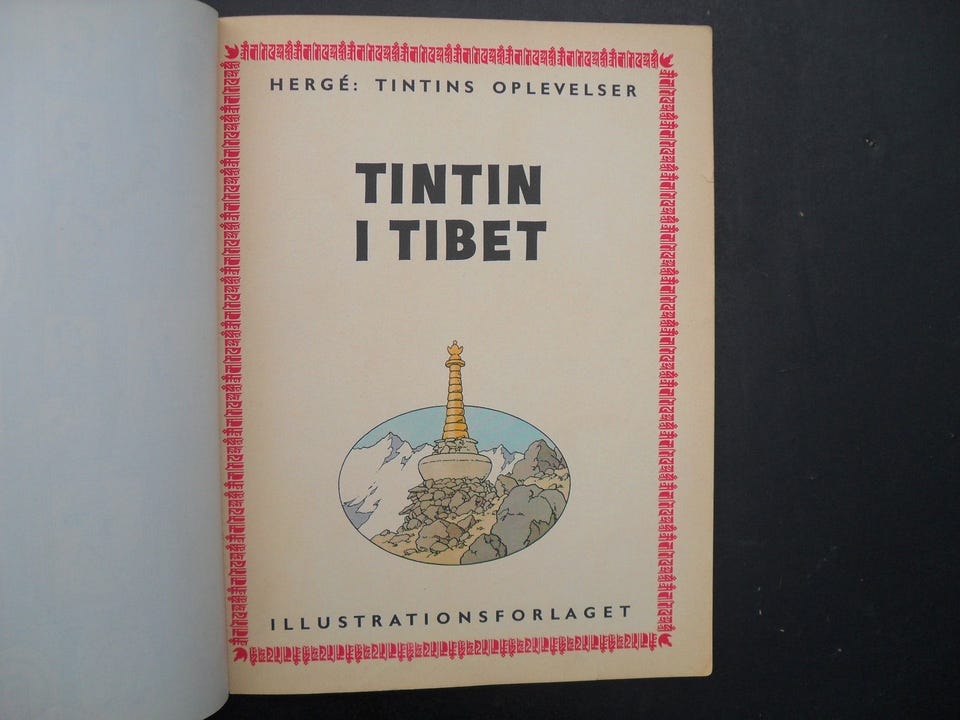 HERGÉ: TINTINS OPLEVELSER
TINTIN
I TIBET
ILLUSTRATIONSFORLAGET